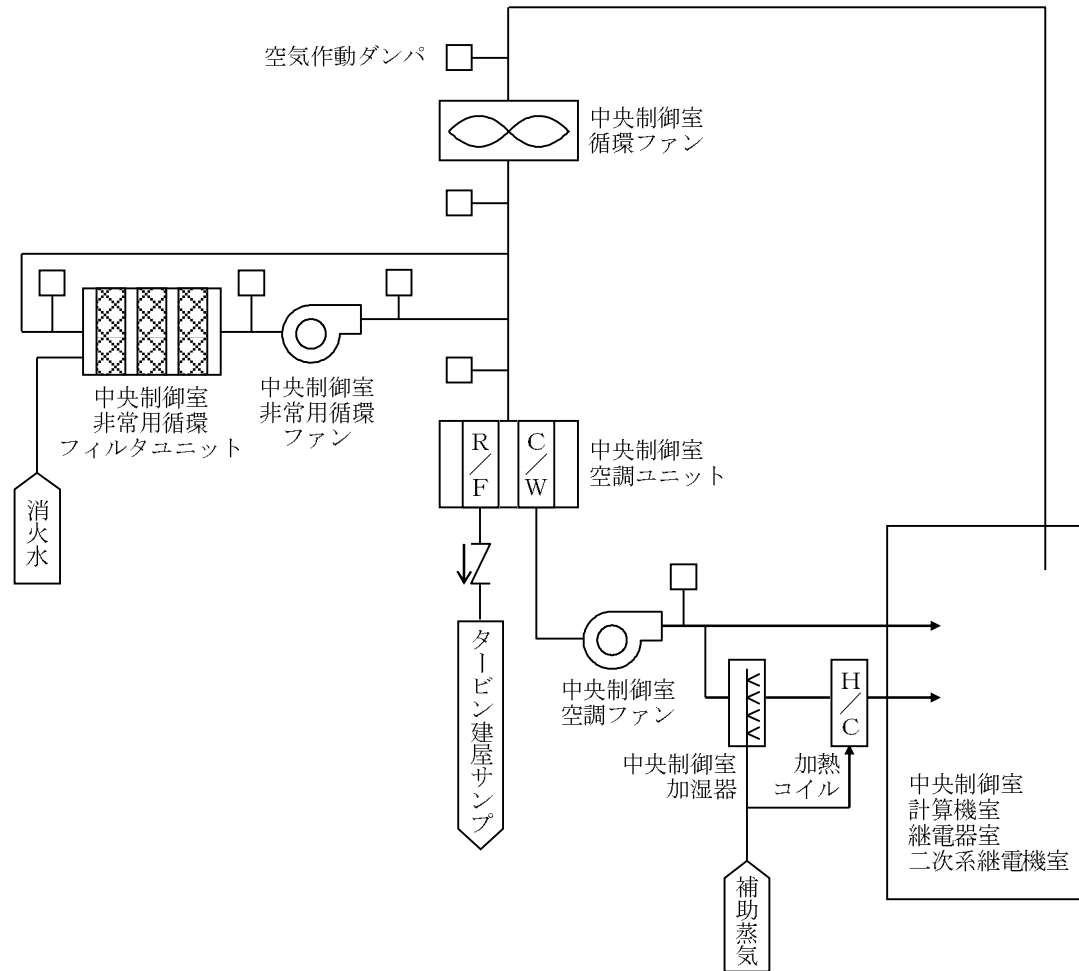 空気作動ダンパ
中央制御室
循環ファン
中央制御室
非常用循環
フィルタユニット
中央制御室
非常用循環
ファン
R/F
C/W
中央制御室
空調ユニット
消火水
タービン建屋サンプ
中央制御室
空調ファン
H/C
中央制御室
加湿器
加熱
コイル
中央制御室
計算機室
継電器室
二次系継電機室
補助蒸気